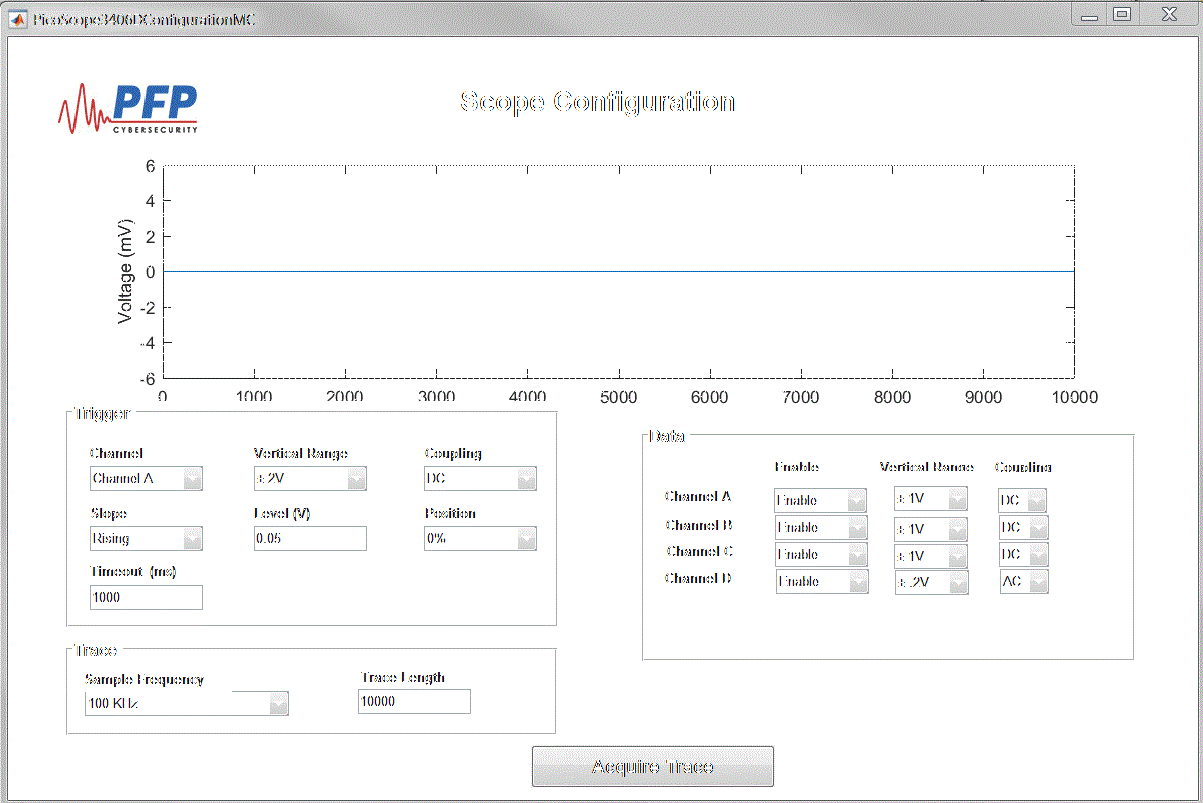 PicoScope3406DConfigurationMC
PFP
CYBERSECURITY
Scope Configuration
Voltage (mV)
6
4
2
0
-2
-4
-6
0 1000 2000 3000 4000 5000 6000 7000 8000 9000 10000
Trigger
Channel Vertical Range Coupling
Channel A ± 2V DC
Slope Level (V) Position
Rising 0.05 0%
Timeout (ms)
1000
Trace
Sample Frequency Trace Length
100 KHz 10000
Data
Enable Vertical Range Coupling
Channel A Enable ± 1V DC
Channel B Enable ± 1V DC
Channel C Enable ± 1V DC
Channel D Enable ± .2V AC
Acquire Trace